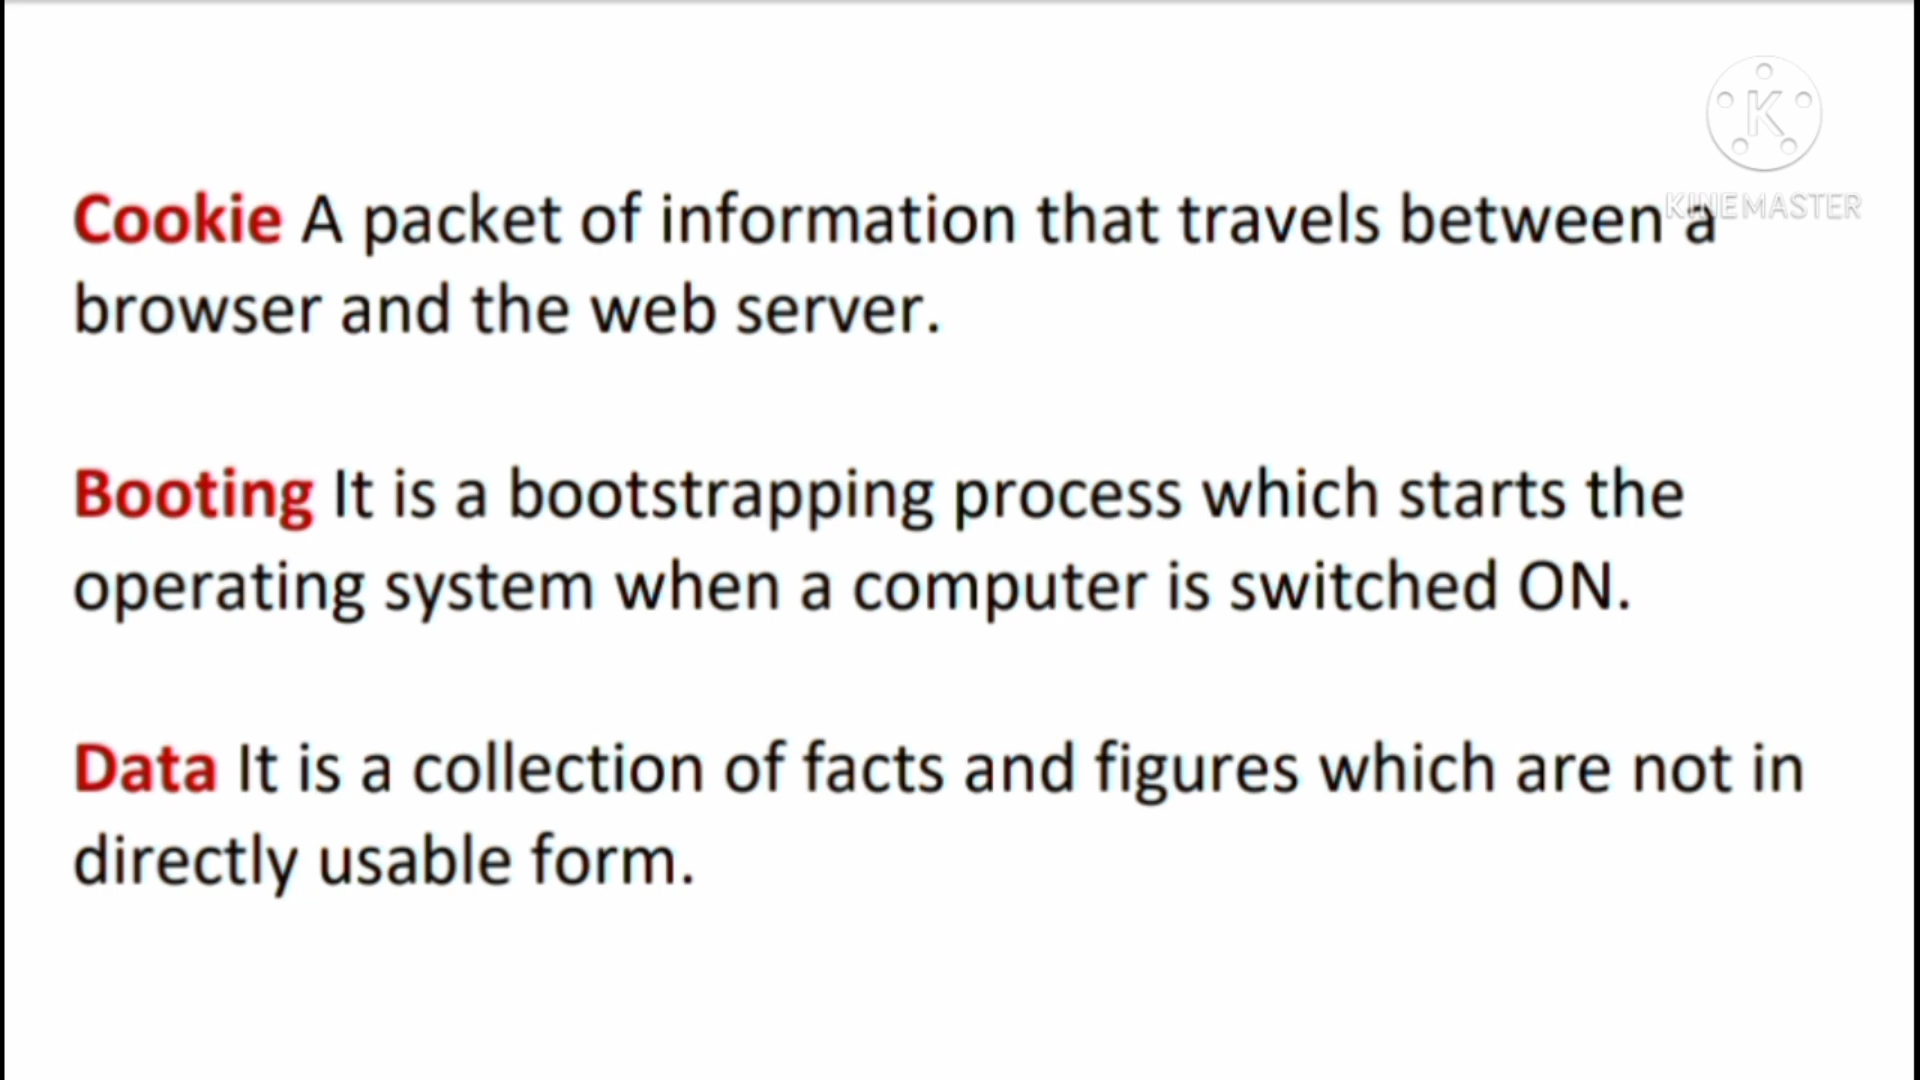 K
KINEMASTER
Cookie A packet of information that travels between a
browser and the web server.
Booting It is a bootstrapping process which starts the
operating system when a computer is switched ON.
Data It is a collection of facts and figures which are not in
directly usable form.